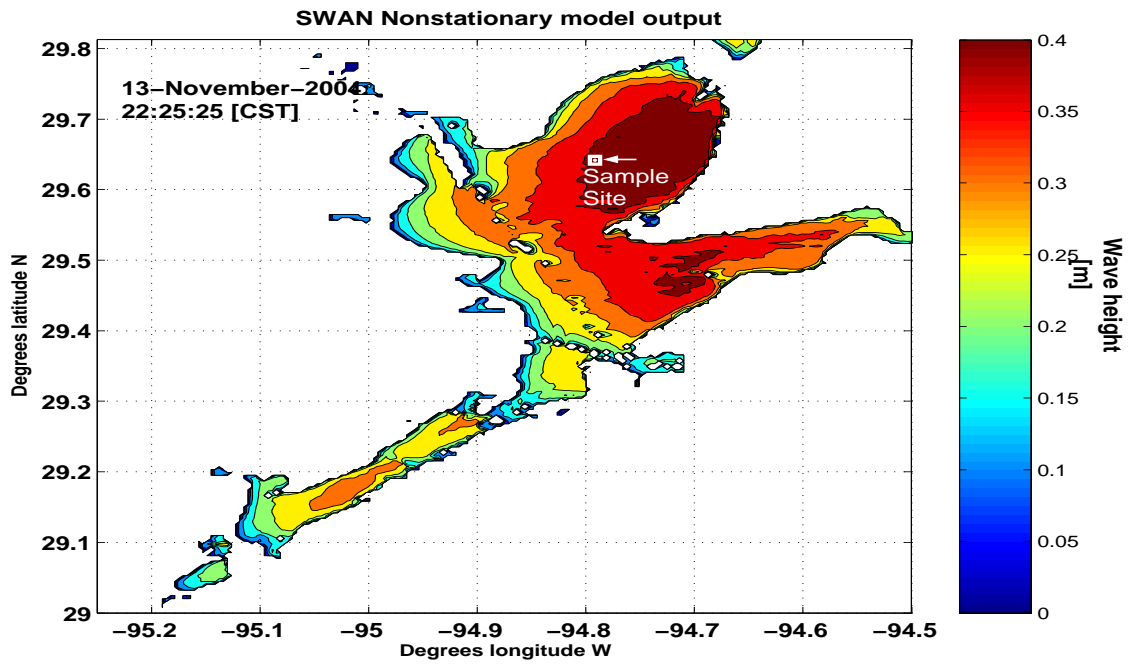 SWAN Nonstationary model output
13−November−2004
22:25:25 [CST]
Sample
Site
Degrees latitude N
29.8
29.7
29.6
29.5
29.4
29.3
29.2
29.1
29
−95.2 −95.1 −95 −94.9 −94.8 −94.7 −94.6 −94.5
Degrees longitude W
0.4
0.35
0.3
0.25
0.2
0.15
0.1
0.05
0
Wave height
[m]